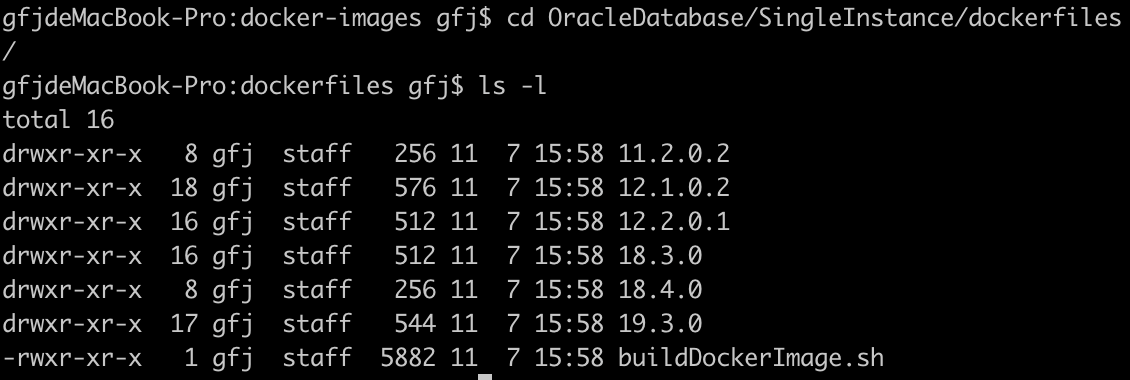 gfjdeMacBook-Pro:docker-images gfj$ cd OracleDatabase/SingleInstance/dockerfiles
/
gfjdeMacBook-Pro:dockerfiles gfj$ ls -l
total 16
drwxr-xr-x   8 gfj  staff   256 11  7 15:58 11.2.0.2
drwxr-xr-x  18 gfj  staff   576 11  7 15:58 12.1.0.2
drwxr-xr-x  16 gfj  staff   512 11  7 15:58 12.2.0.1
drwxr-xr-x  16 gfj  staff   512 11  7 15:58 18.3.0
drwxr-xr-x   8 gfj  staff   256 11  7 15:58 18.4.0
drwxr-xr-x  17 gfj  staff   544 11  7 15:58 19.3.0
-rwxr-xr-x   1 gfj  staff  5882 11  7 15:58 buildDockerImage.sh